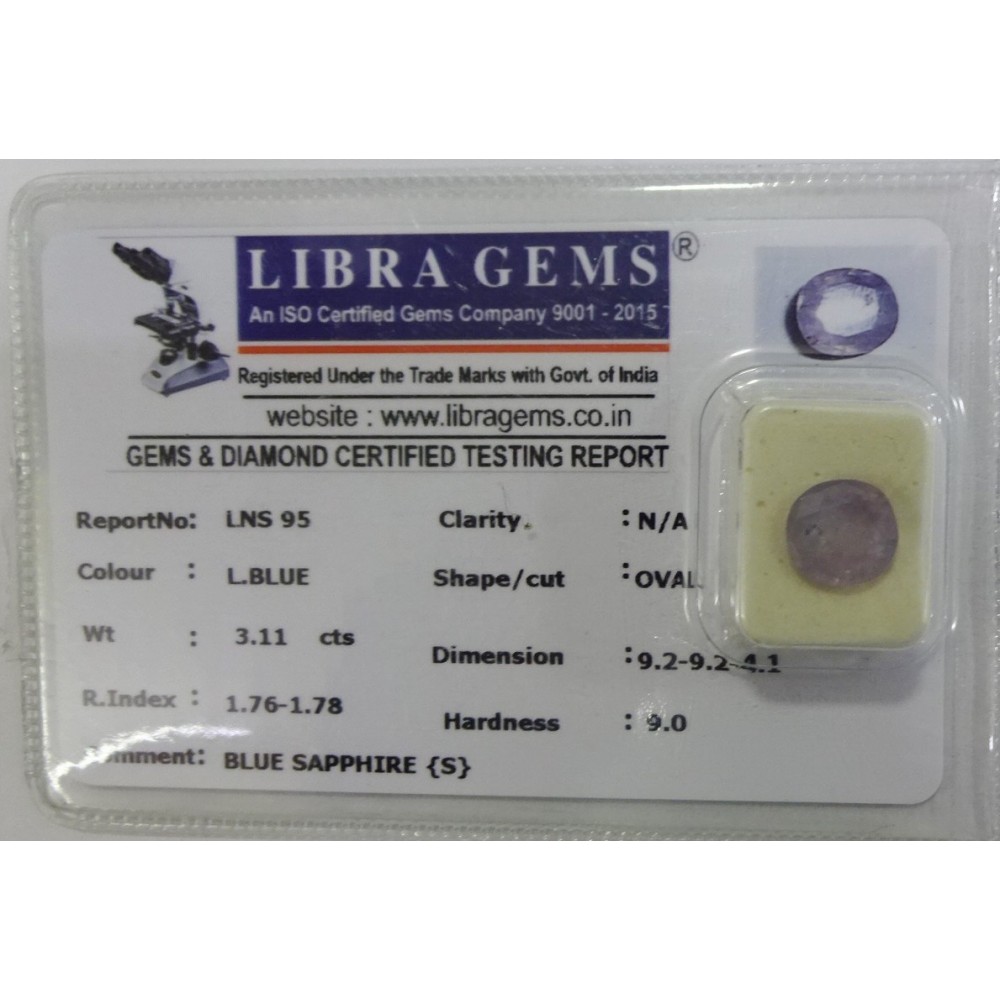 LIBRA GEMS ®
An ISO Certified Gems Company 9001 - 2015
Registered Under the Trade Marks with Govt. of India
website : www.libragems.co.in
GEMS & DIAMOND CERTIFIED TESTING REPORT
ReportNo: LNS 95 Clarity. : N/A
Colour : L.BLUE Shape/cut : OVAL
Wt : 3.11 cts Dimension : 9.2-9.2-4.1
R.Index : 1.76-1.78 Hardness : 9.0
Comment: BLUE SAPPHIRE {S}